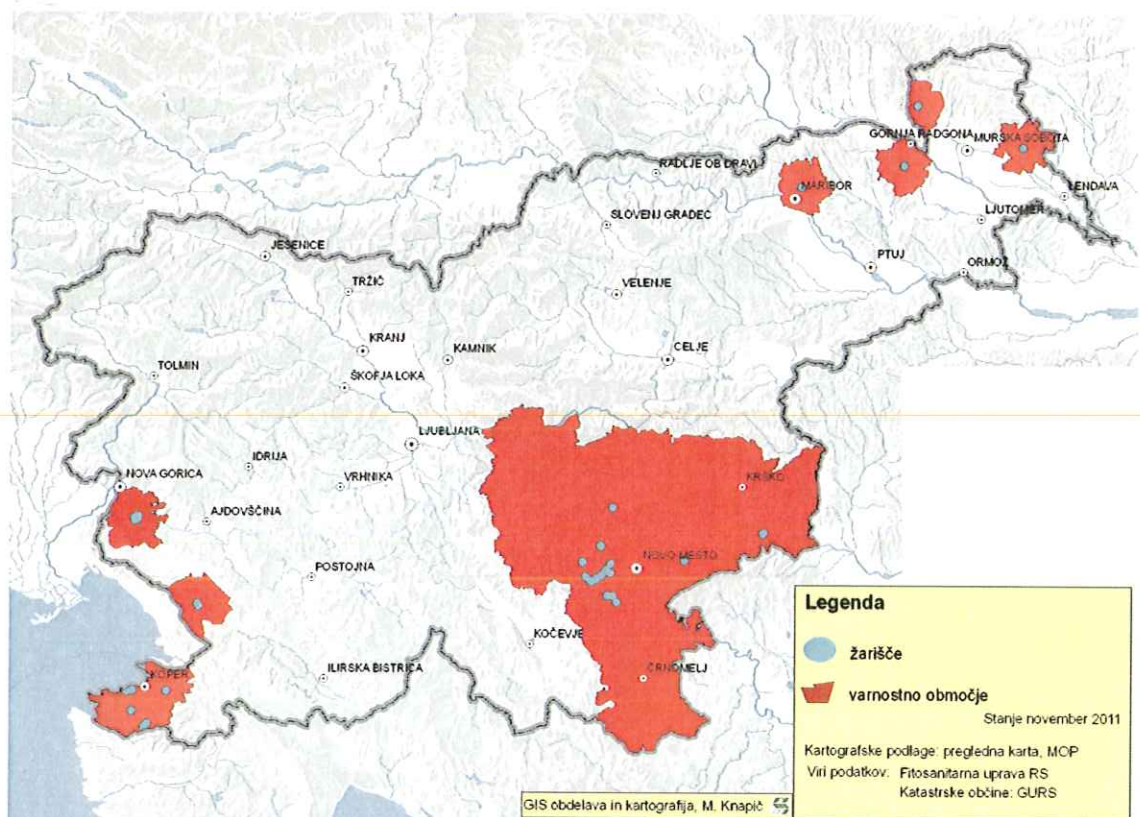 GORNJA RADGONA
MURSKA SOBOTA
RADLJE OB DRAVI
MARIBOR
LENDAVA
SLOVENJ GRADEC
LJUTOMER
JESENICE
PTUJ
ORMOŽ
TRŽIČ
VELENJE
KRANJ
KAMNIK
CELJE
TOLMIN
ŠKOFJA LOKA
LJUBLJANA
IDRIJA
NOVA GORICA
VRHNIKA
KRŠKO
AJDOVŠČINA
NOVO MESTO
POSTOJNA
KOČEVJE
ILIRSKA BISTRICA
ČRNOMELJ
KOPER
Legenda
žarišče
varnostno območje
Stanje november 2011
Kartografske podlage: pregledna karta, MOP
Viri podatkov: Fitosanitarna uprava RS
Katastrske občine: GURS
GIS obdelava in kartografija, M. Knapič